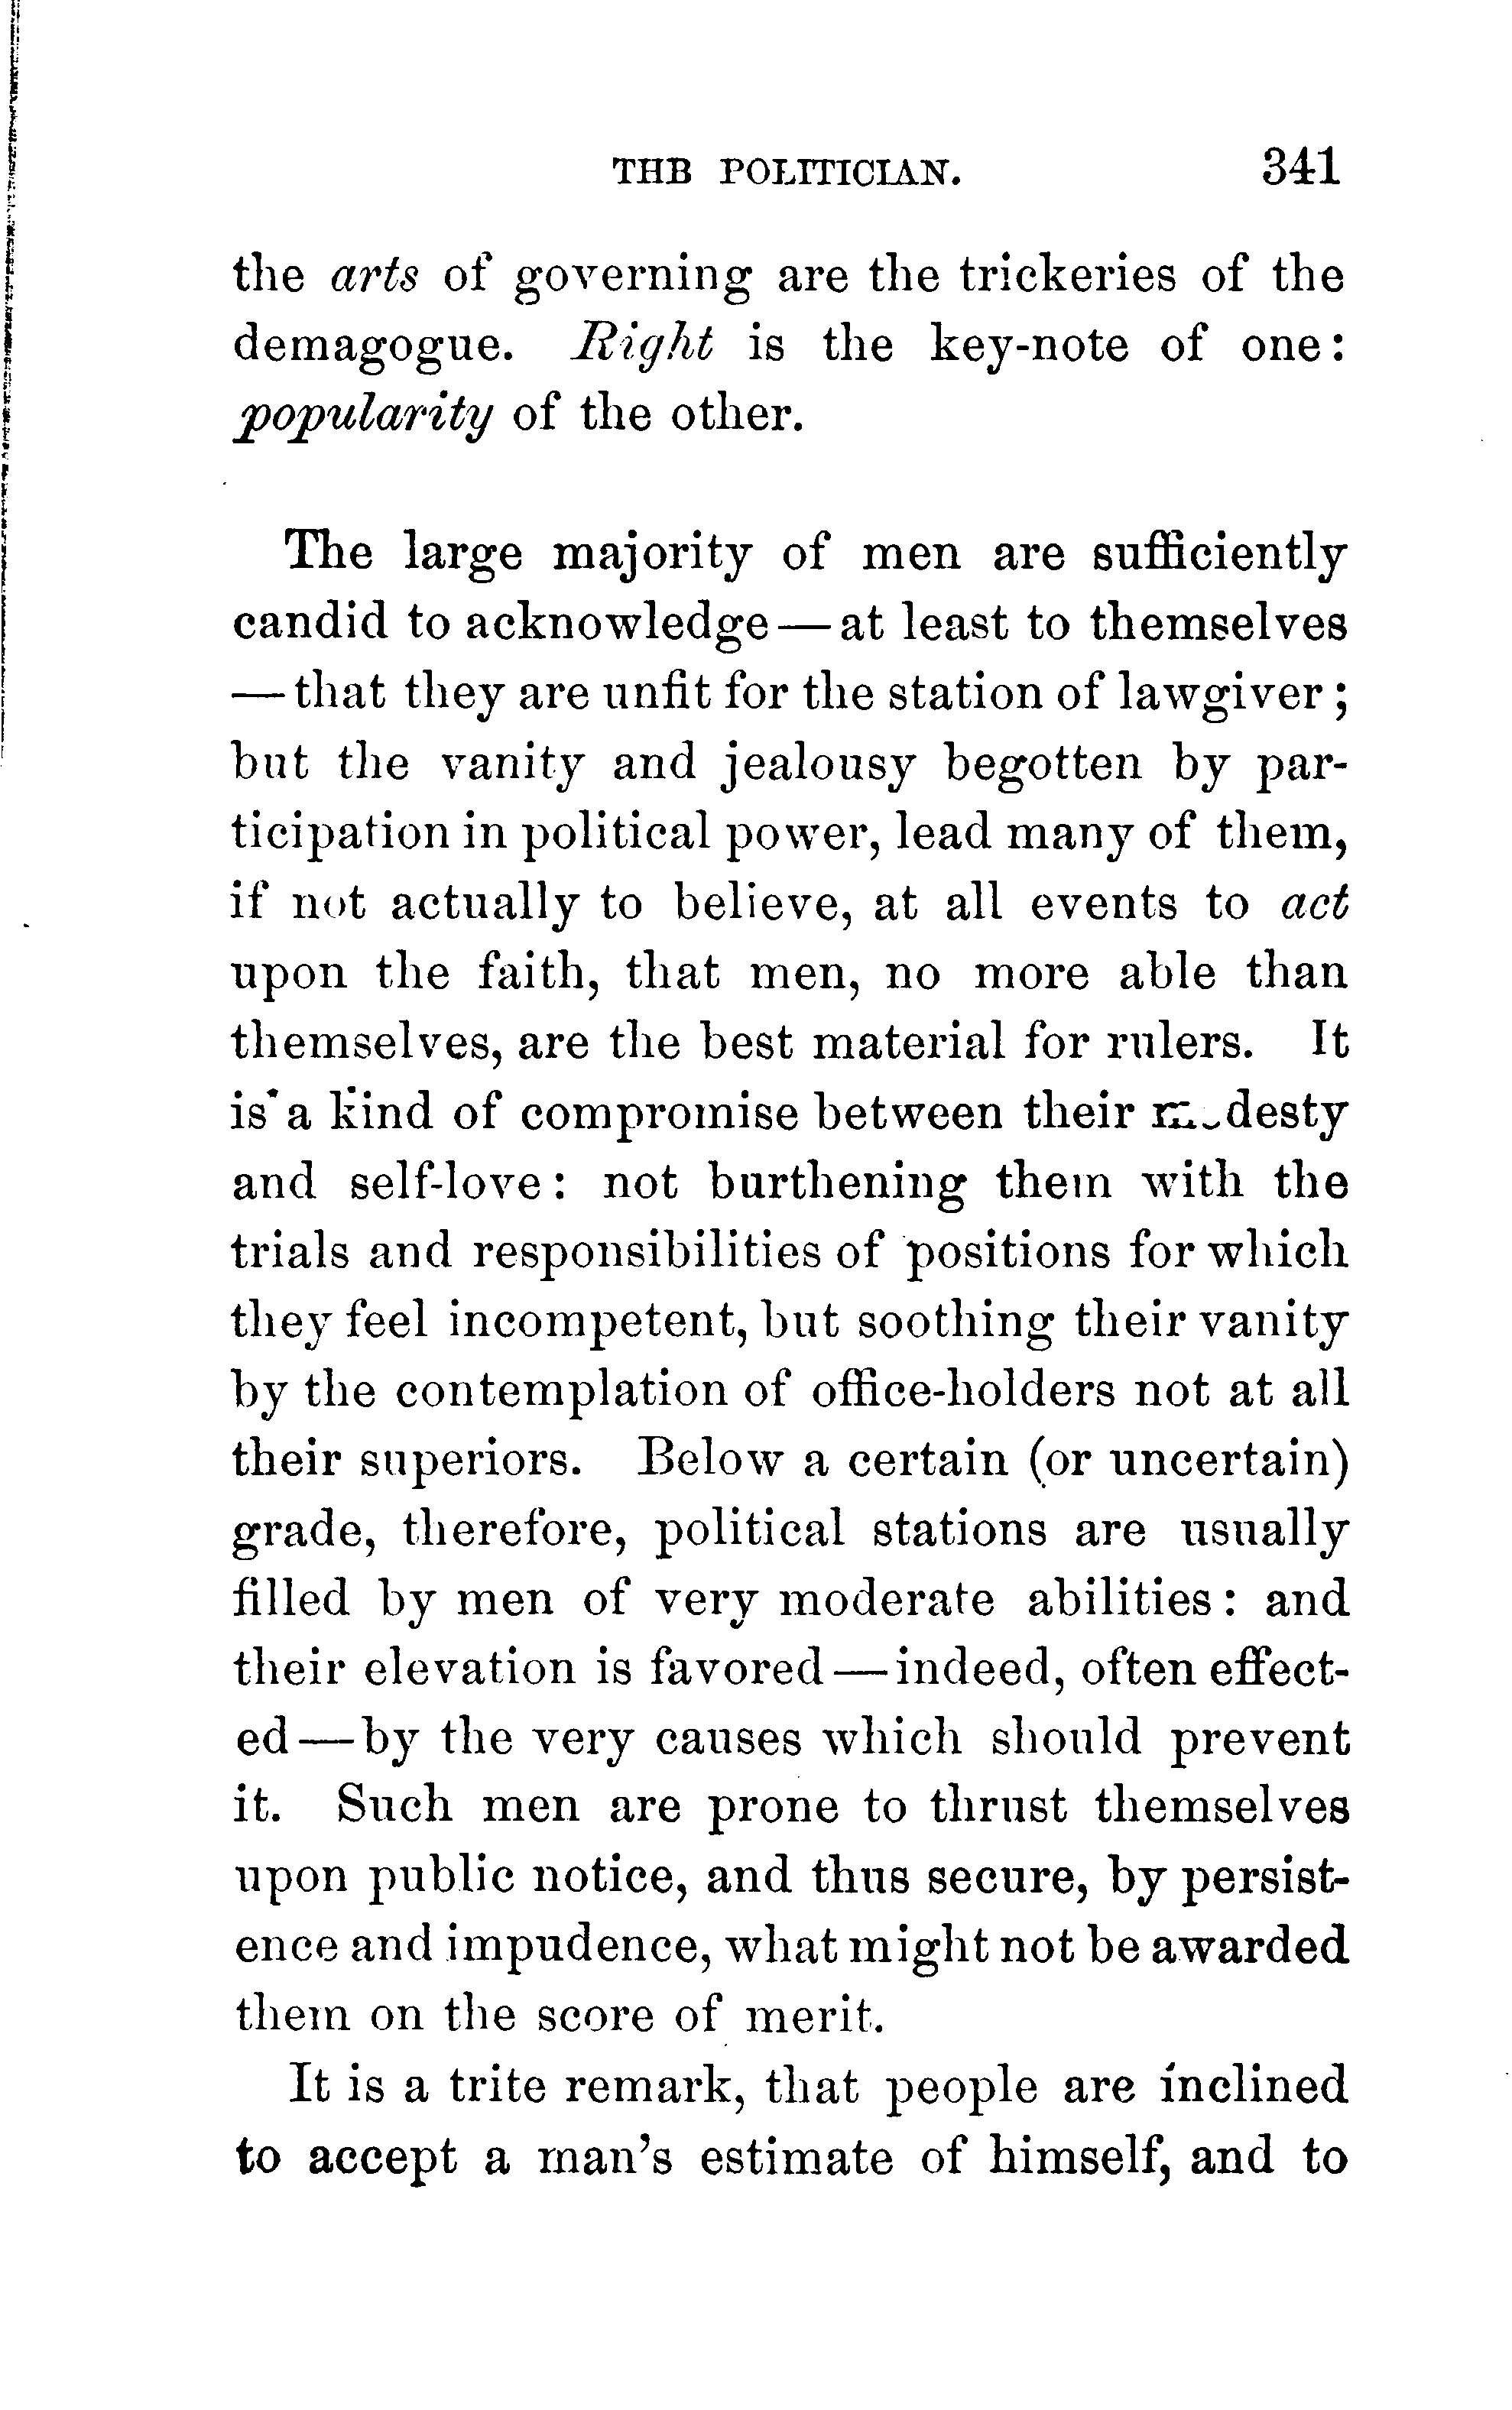 THE POLITICIAN. 341
the arts of governing are the trickeries of the
demagogue. Right is the key-note of one:
popularity of the other.
The large majority of men are sufficiently
candid to acknowledge—at least to themselves
—that they are unfit for the station of lawgiver;
but the vanity and jealousy begotten by par-
ticipation in political power, lead many of them,
if not actually to believe, at all events to act
upon the faith, that men, no more able than
themselves, are the best material for rulers. It
is a kind of compromise between their modesty
and self-love: not burthening them with the
trials and responsibilities of positions for which
they feel incompetent, but soothing their vanity
by the contemplation of office-holders not at all
their superiors. Below a certain (or uncertain)
grade, therefore, political stations are usually
filled by men of very moderate abilities: and
their elevation is favored—indeed, often effect-
ed—by the very causes which should prevent
it. Such men are prone to thrust themselves
upon public notice, and thus secure, by persist-
ence and impudence, what might not be awarded
them on the score of merit.
It is a trite remark, that people are inclined
to accept a man's estimate of himself, and to